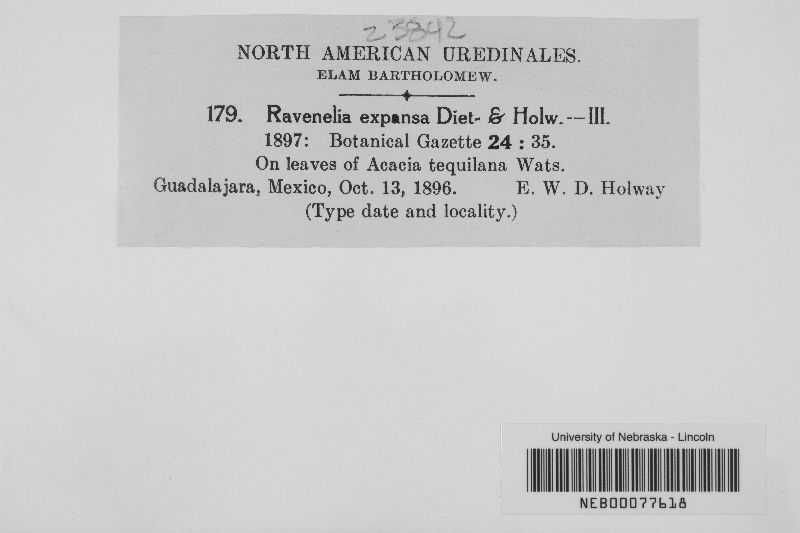 23842
NORTH AMERICAN UREDINALES.
ELAM BARTHOLOMEW.
179. Ravenelia expansa Diet- & Holw.—III.
1897: Botanical Gazette 24 : 35.
On leaves of Acacia tequilana Wats.
Guadalajara, Mexico, Oct. 13, 1896. E. W. D. Holway
(Type date and locality.)
University of Nebraska - Lincoln
NEB00077618